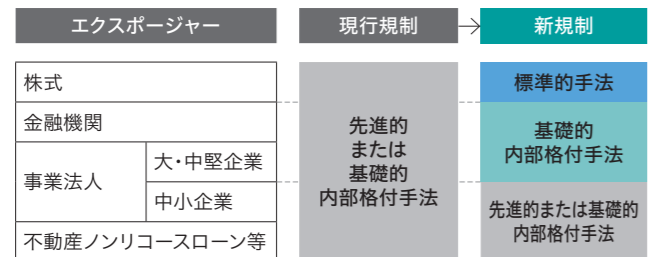 エクスポージャー
現行規制
→
新規制
株式
金融機関
事業法人
大・中堅企業
中小企業
不動産ノンリコースローン等
先進的
または
基礎的
内部格付手法
標準的手法
基礎的
内部格付手法
先進的または基礎的
内部格付手法